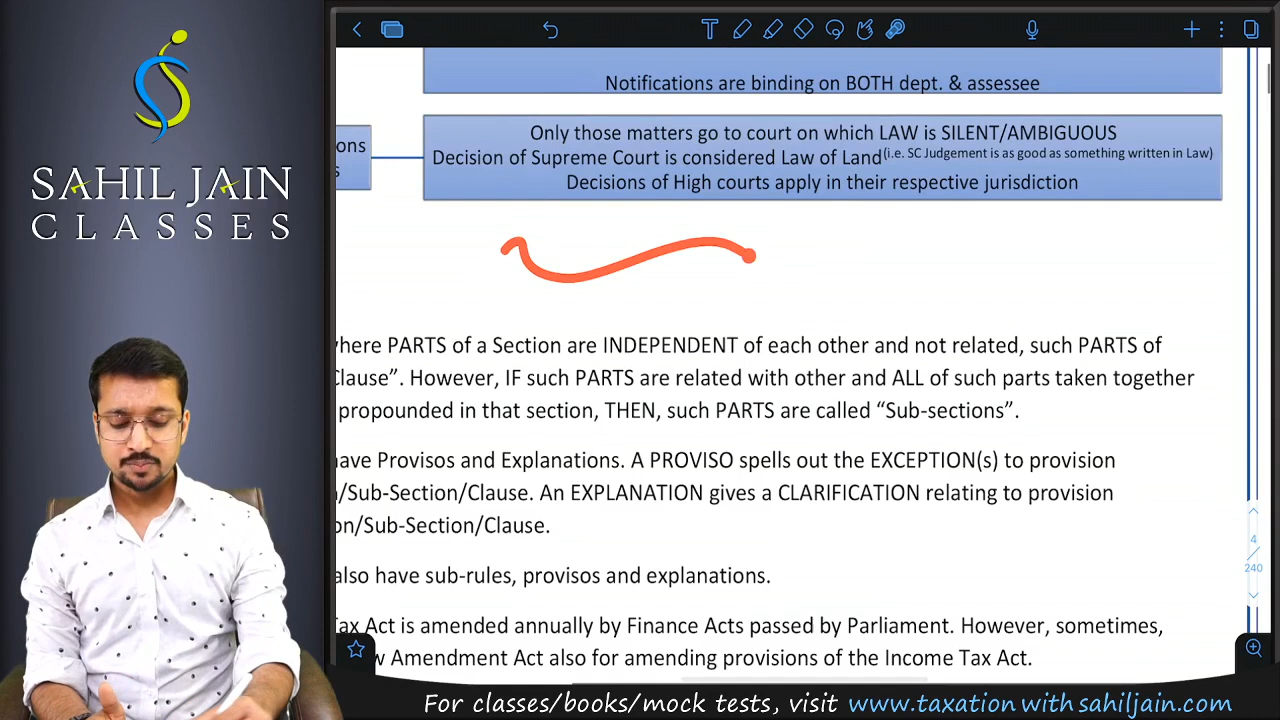 SAHIL JAIN
CLASSES
Notifications are binding on BOTH dept. & assessee
ons
s
Only those matters go to court on which LAW is SILENT/AMBIGUOUS
Decision of Supreme Court is considered Law of Land(i.e. SC Judgement is as good as something written in Law)
Decisions of High courts apply in their respective jurisdiction
where PARTS of a Section are INDEPENDENT of each other and not related, such PARTS of
Clause”. However, IF such PARTS are related with other and ALL of such parts taken together
propounded in that section, THEN, such PARTS are called “Sub-sections”.
have Provisos and Explanations. A PROVISO spells out the EXCEPTION(s) to provision
/Sub-Section/Clause. An EXPLANATION gives a CLARIFICATION relating to provision
on/Sub-Section/Clause.
also have sub-rules, provisos and explanations.
Tax Act is amended annually by Finance Acts passed by Parliament. However, sometimes,
w Amendment Act also for amending provisions of the Income Tax Act.
4
/
240
For classes/books/mock tests, visit www.taxationwithsahiljain.com